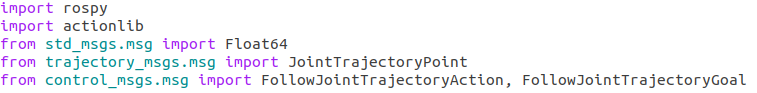 import rospy
import actionlib
from std_msgs.msg import Float64
from trajectory_msgs.msg import JointTrajectoryPoint
from control_msgs.msg import FollowJointTrajectoryAction, FollowJointTrajectoryGoal